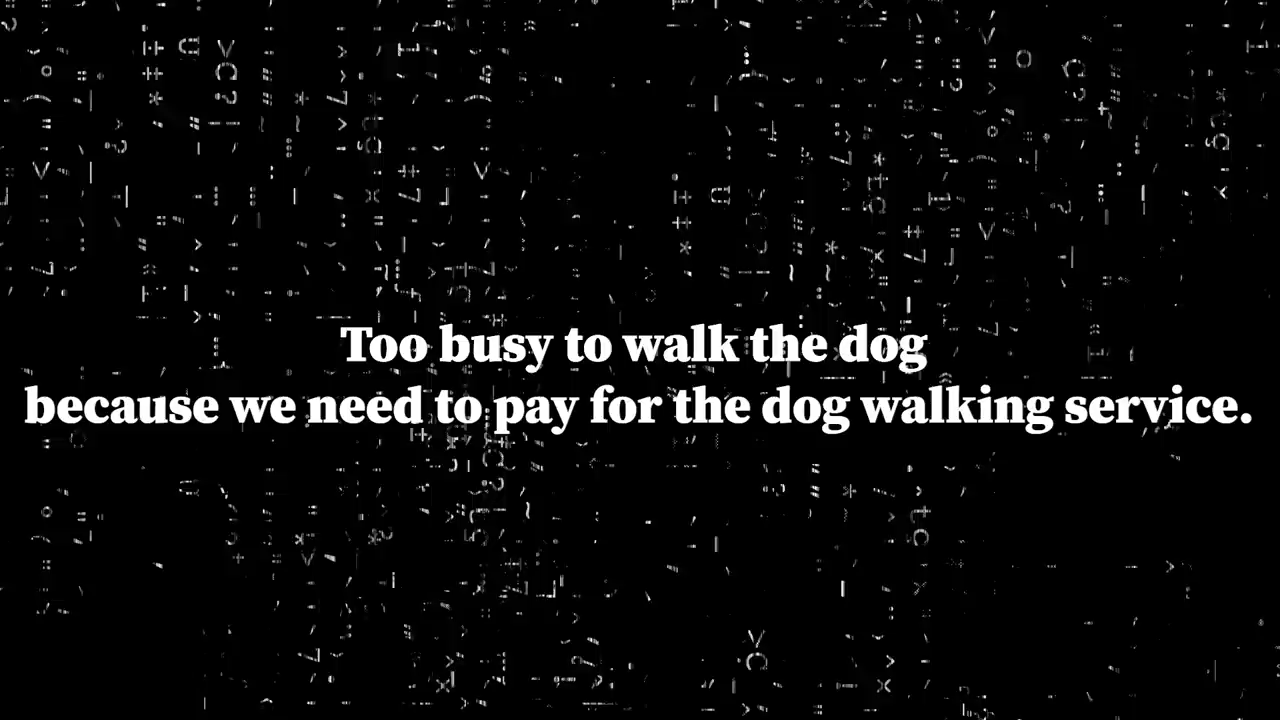 Too busy to walk the dog
because we need to pay for the dog walking service.